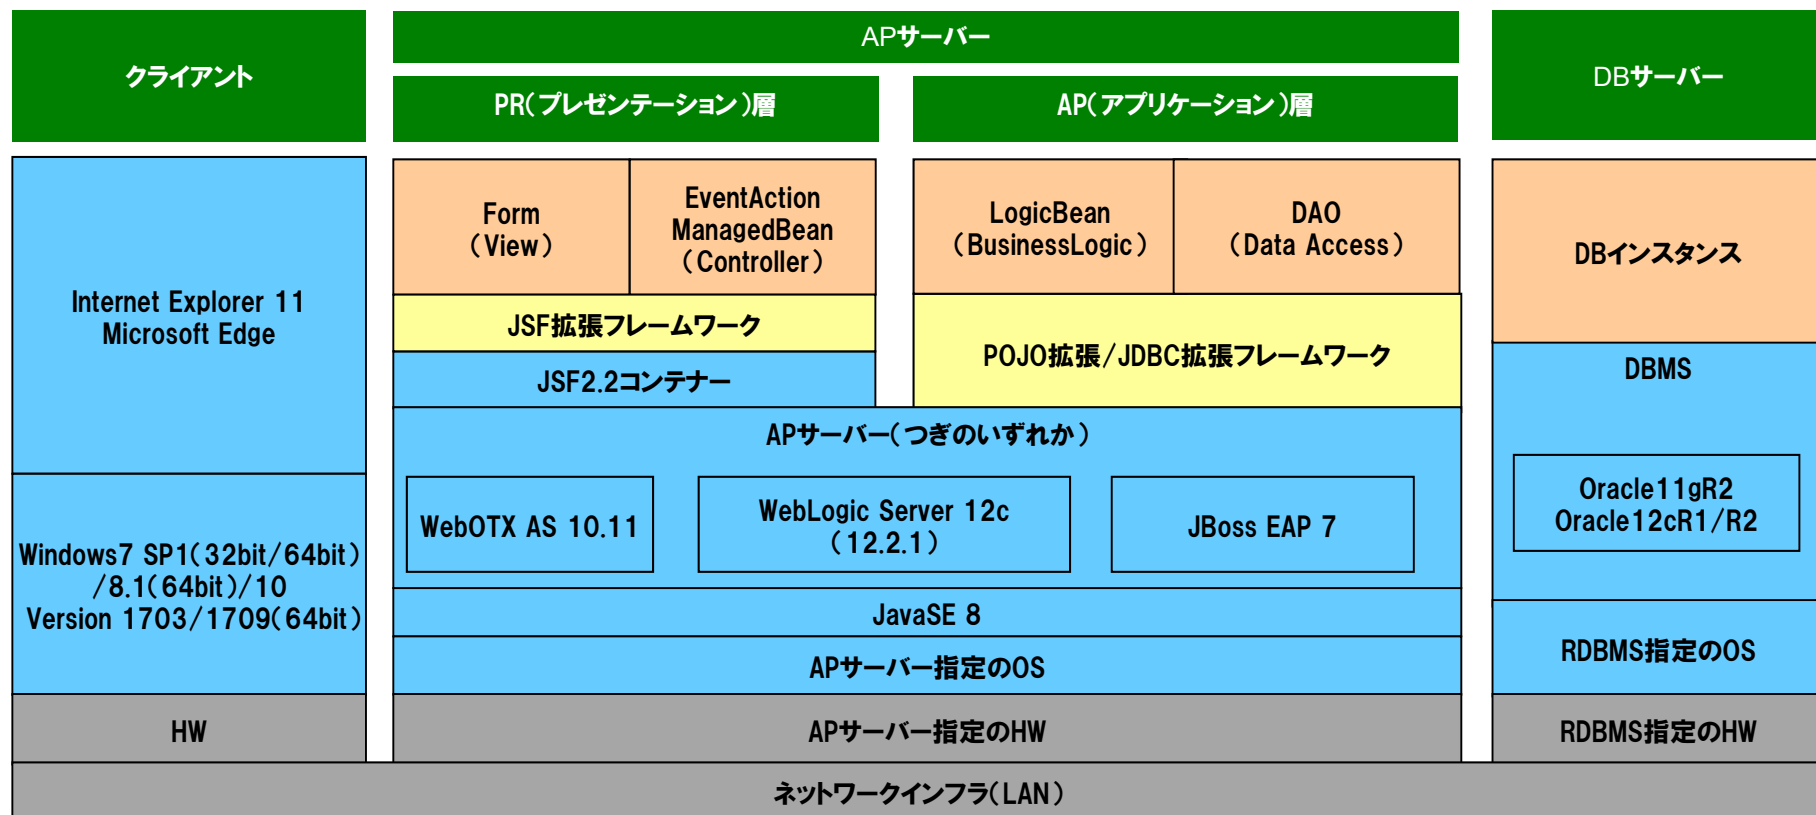 クライアント
APサーバー
PR(プレゼンテーション)層
AP(アプリケーション)層
DBサーバー
Internet Explorer 11
Microsoft Edge
Windows7 SP1(32bit/64bit)
/8.1(64bit)/10
Version 1703/1709(64bit)
HW
Form
(View)
EventAction
ManagedBean
(Controller)
JSF拡張フレームワーク
JSF2.2コンテナー
LogicBean
(BusinessLogic)
DAO
(Data Access)
POJO拡張/JDBC拡張フレームワーク
APサーバー(つぎのいずれか)
WebOTX AS 10.11
WebLogic Server 12c
(12.2.1)
JBoss EAP 7
JavaSE 8
APサーバー指定のOS
APサーバー指定のHW
DBインスタンス
DBMS
Oracle11gR2
Oracle12cR1/R2
RDBMS指定のOS
RDBMS指定のHW
ネットワークインフラ(LAN)